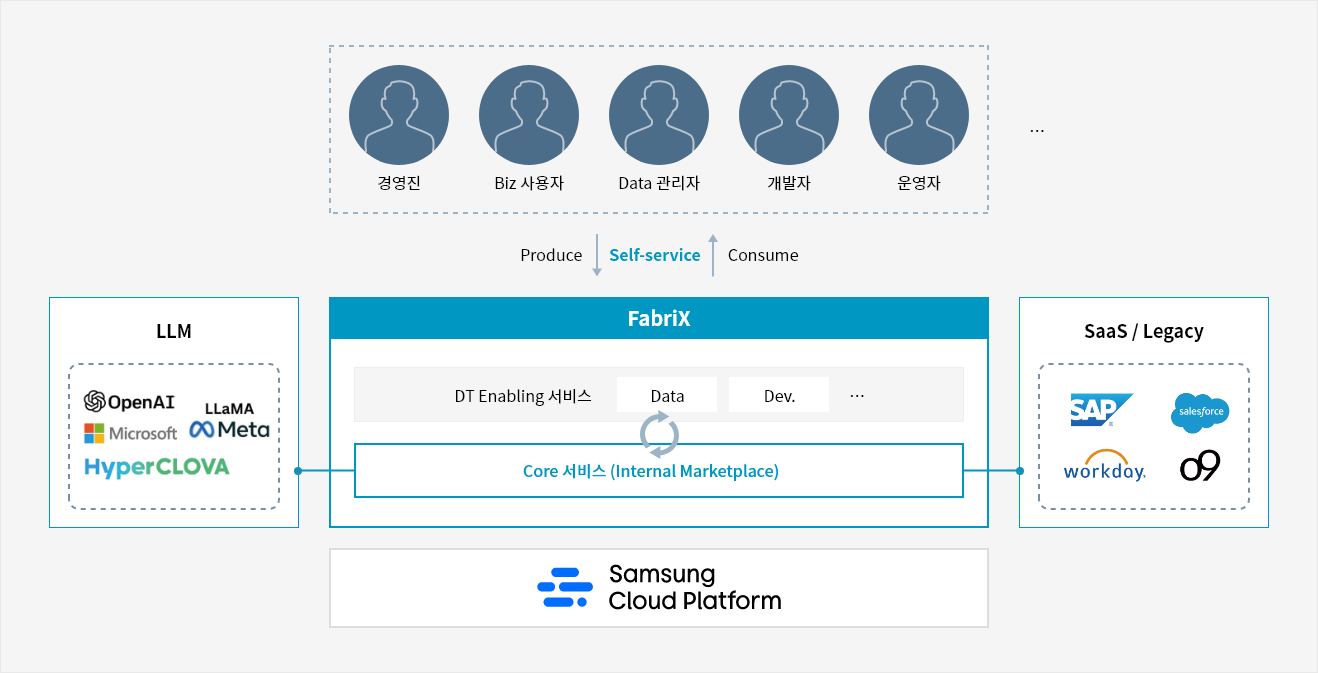 경영진
Biz 사용자
Data 관리자
개발자
운영자
...
Produce
Self-service
Consume
LLM
OpenAI
Microsoft
LLaMA
Meta
HyperCLOVA
FabriX
DT Enabling 서비스
Data
Dev.
...
Core 서비스 (Internal Marketplace)
SaaS / Legacy
SAP
salesforce
workday.
o9
Samsung
Cloud Platform